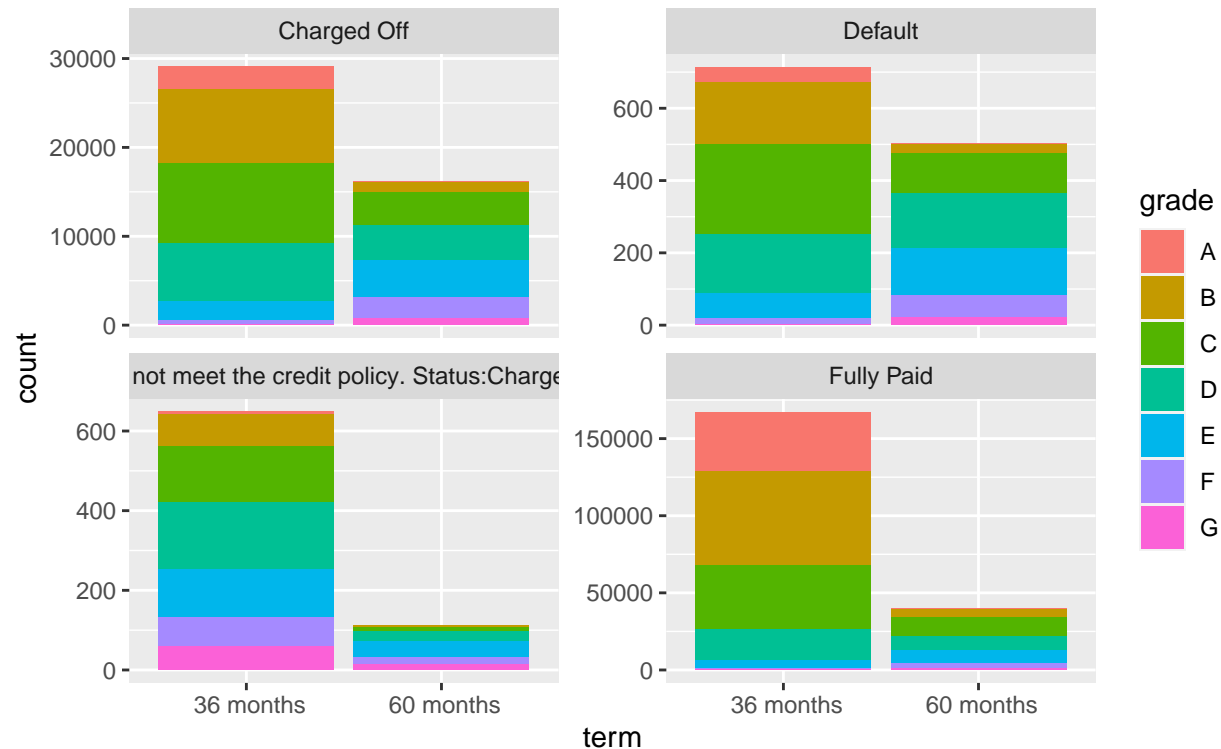 Charged Off
Default
30000
20000
10000
0
600
400
200
0
not meet the credit policy. Status:Charge
Fully Paid
600
400
200
0
150000
100000
50000
0
36 months
60 months
36 months
60 months
count
term
grade
A
B
C
D
E
F
G